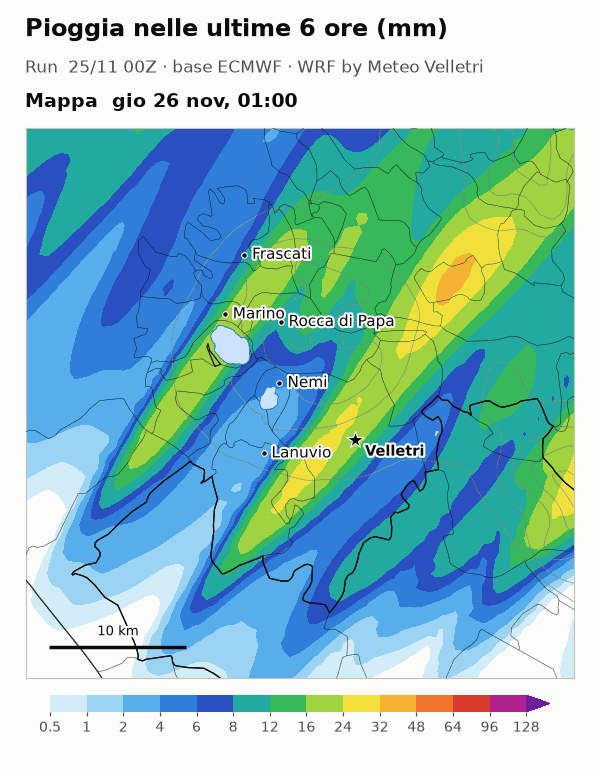 Pioggia nelle ultime 6 ore (mm)
Run  25/11 00Z · base ECMWF · WRF by Meteo Velletri
Mappa  gio 26 nov, 01:00
Frascati
Marino
Rocca di Papa
Nemi
Velletri
Lanuvio
10 km
0.5 1 2 4 6 8 12 16 24 32 48 64 96 128